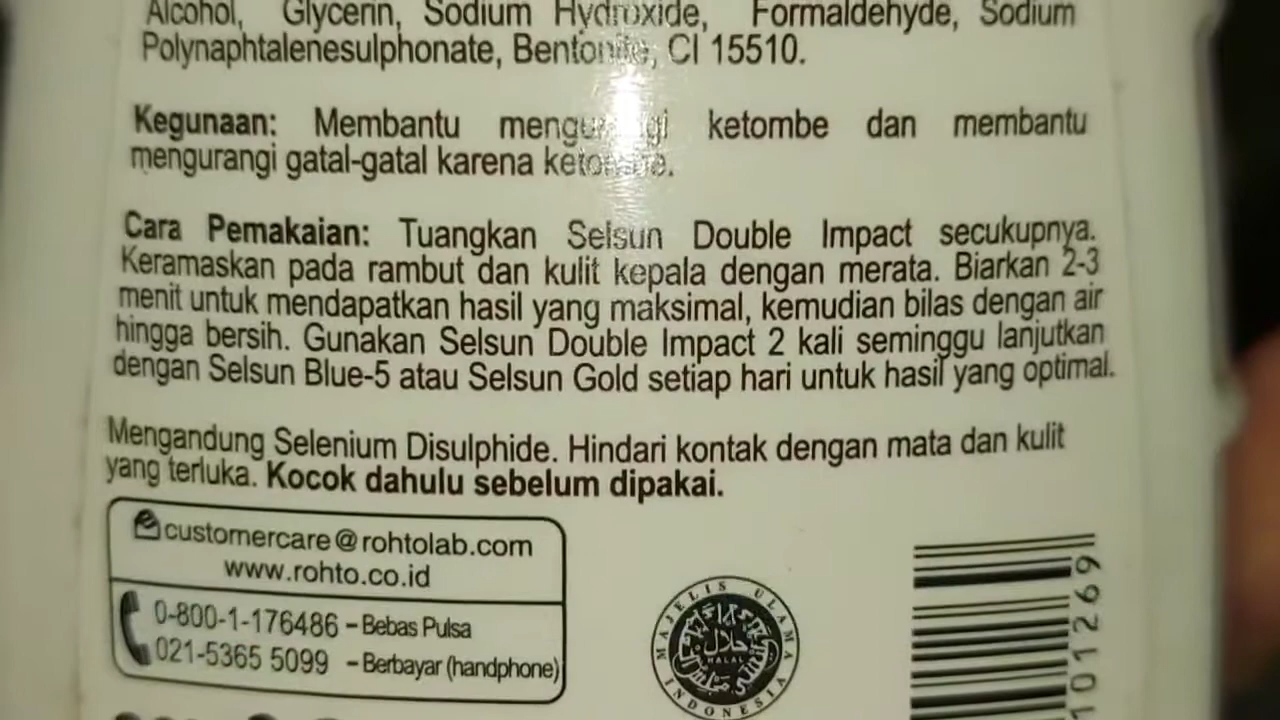 Alcohol, Glycerin, Sodium Hydroxide, Formaldehyde, Sodium
Polynaphtalenesulphonate, Bentonite, CI 15510.
Kegunaan: Membantu mengurangi ketombe dan membantu
mengurangi gatal-gatal karena ketombe.
Cara Pemakaian: Tuangkan Selsun Double Impact secukupnya.
Keramaskan pada rambut dan kulit kepala dengan merata. Biarkan 2-3
menit untuk mendapatkan hasil yang maksimal, kemudian bilas dengan air
hingga bersih. Gunakan Selsun Double Impact 2 kali seminggu lanjutkan
dengan Selsun Blue-5 atau Selsun Gold setiap hari untuk hasil yang optimal.
Mengandung Selenium Disulphide. Hindari kontak dengan mata dan kulit
yang terluka. Kocok dahulu sebelum dipakai.
customercare@rohtolab.com
www.rohto.co.id
0-800-1-176486 – Bebas Pulsa
021-5365 5099 – Berbayar (handphone)
MAJELIS ULAMA INDONESIA
حلال
HALAL
101269